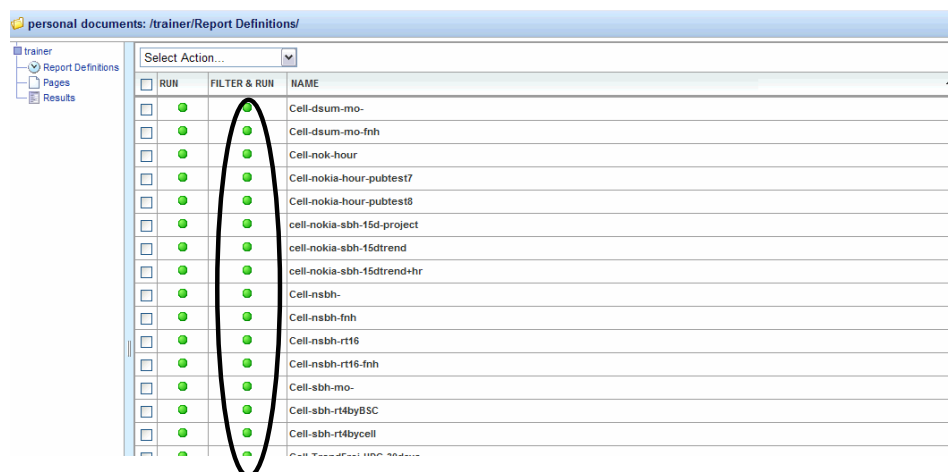 personal documents: /trainer/Report Definitions/
trainer
Report Definitions
Pages
Results
Select Action...
RUN FILTER & RUN NAME
Cell-dsum-mo-
Cell-dsum-mo-fnh
Cell-nok-hour
Cell-nokia-hour-pubtest7
Cell-nokia-hour-pubtest8
cell-nokia-sbh-15d-project
cell-nokia-sbh-15dtrend
cell-nokia-sbh-15dtrend+hr
Cell-nsbh-
Cell-nsbh-fnh
Cell-nsbh-rt16
Cell-nsbh-rt16-fnh
Cell-sbh-mo-
Cell-sbh-rt4byBSC
Cell-sbh-rt4bycell